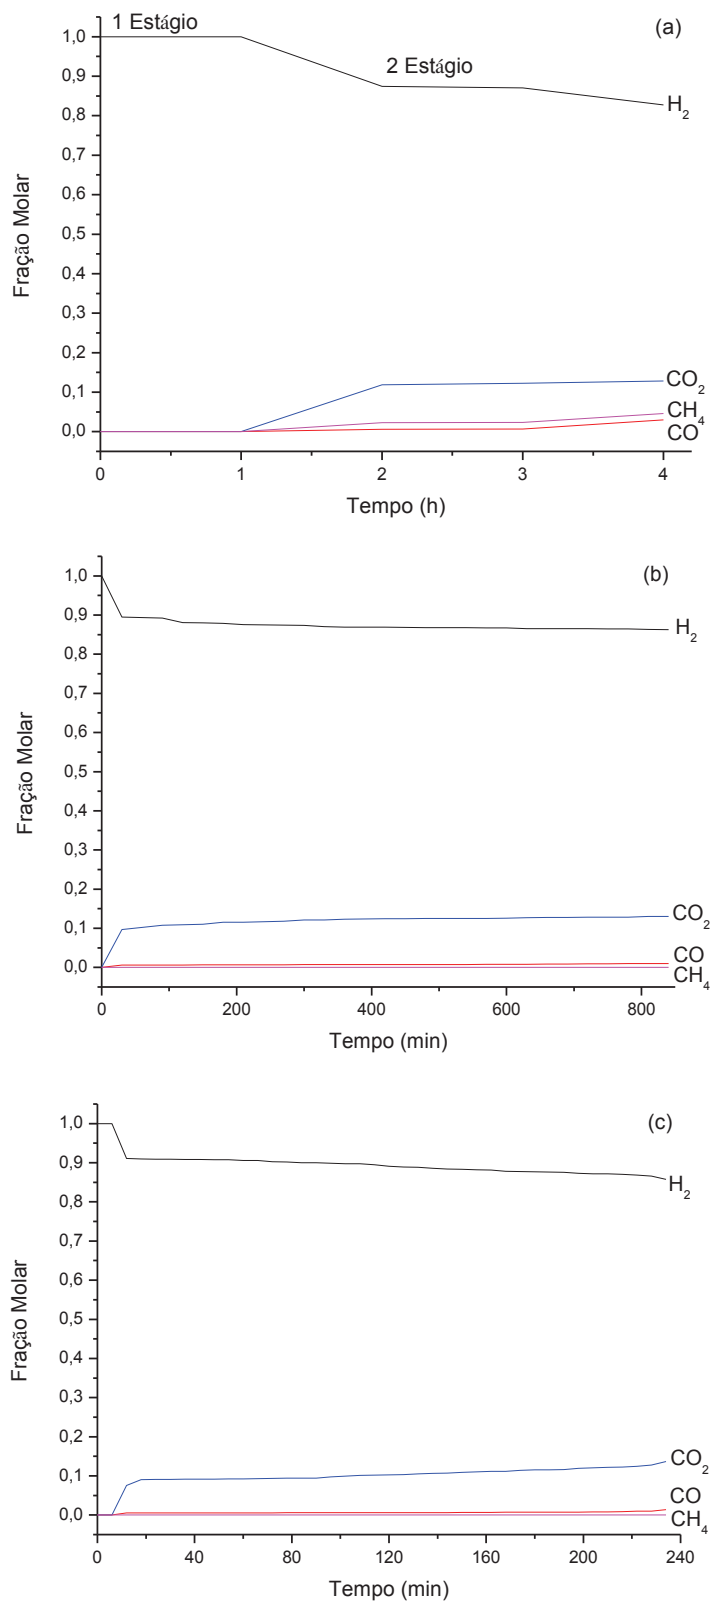 (a)
1 Estágio
2 Estágio
1,0
0,9
0,8
0,7
0,6
0,5
0,4
0,3
0,2
0,1
0,0
Fração Molar
H2
CO2
CH4
CO
0 1 2 3 4
Tempo (h)
(b)
1,0
0,9
0,8
0,7
0,6
0,5
0,4
0,3
0,2
0,1
0,0
Fração Molar
H2
CO2
CO
CH4
0 200 400 600 800
Tempo (min)
(c)
1,0
0,9
0,8
0,7
0,6
0,5
0,4
0,3
0,2
0,1
0,0
Fração Molar
H2
CO2
CO
CH4
0 40 80 120 160 200 240
Tempo (min)